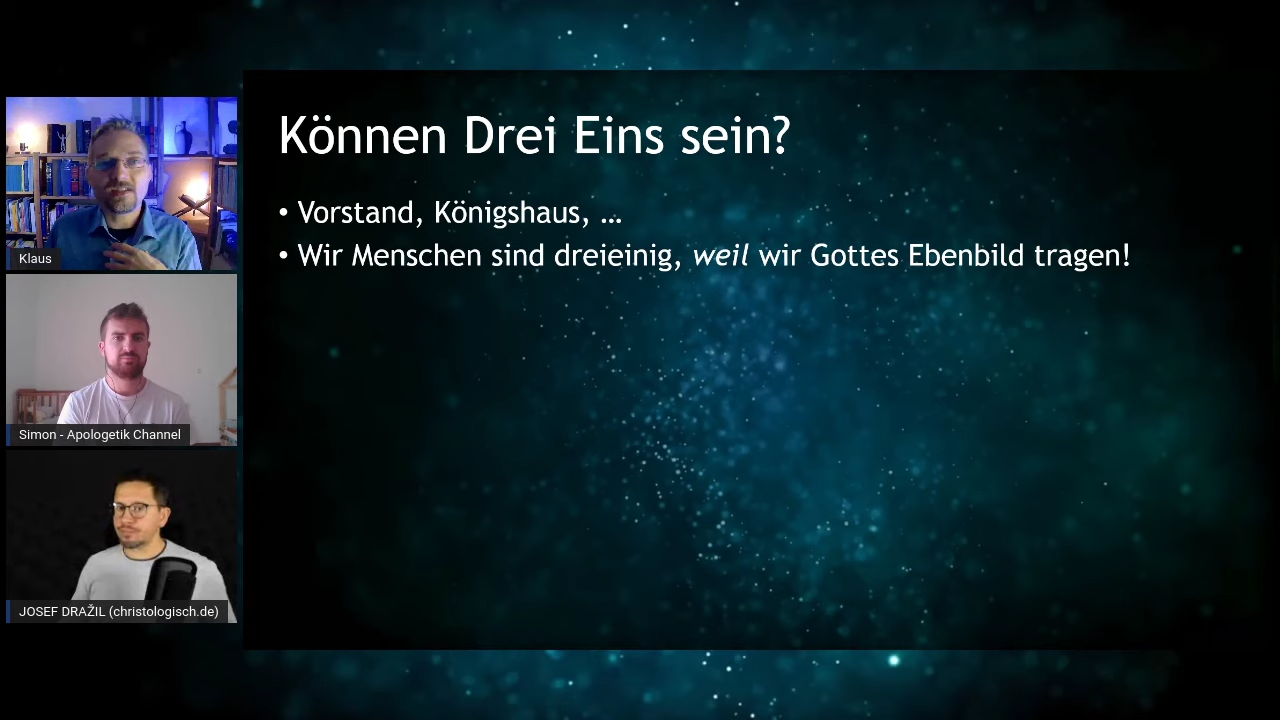 Können Drei Eins sein?
• Vorstand, Königshaus, ...
• Wir Menschen sind dreieinig, weil wir Gottes Ebenbild tragen!
Klaus
Simon - Apologetik Channel
JOSEF DRAŽIL (christologisch.de)